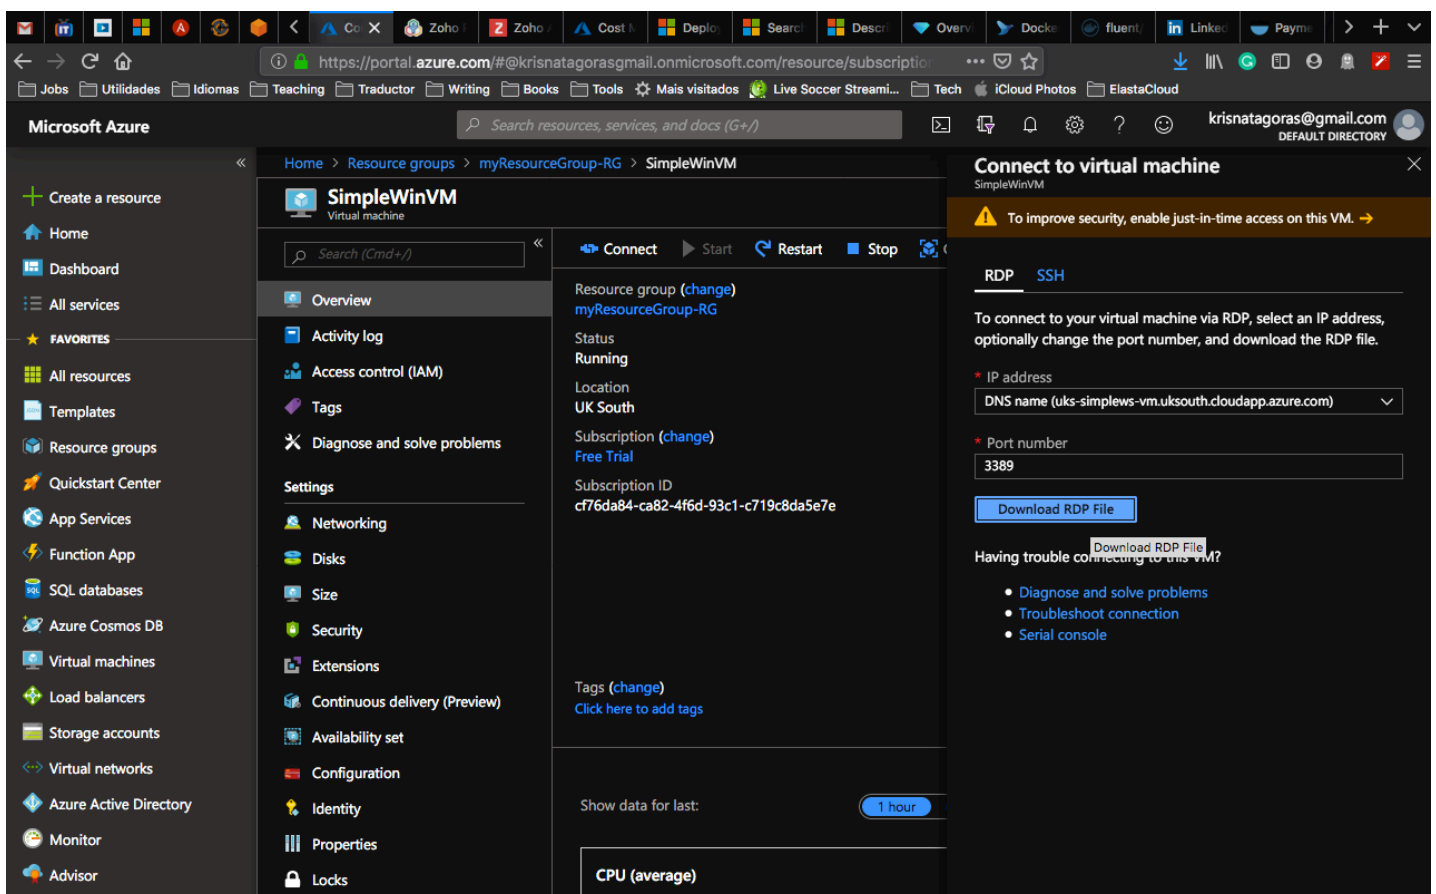 Co
Zoho F
Zoho
Cost M
Deploy
Search
Descri
Overvi
Docke
fluent/
Linked
Payme
https://portal.azure.com/#@krisnatagorasgmail.onmicrosoft.com/resource/subscription
Jobs Utilidades Idiomas Teaching Traductor Writing Books Tools Mais visitados Live Soccer Streami... Tech iCloud Photos ElastaCloud
Microsoft Azure
Search resources, services, and docs (G+/)
krisnatagoras@gmail.com
DEFAULT DIRECTORY
Create a resource
Home
Dashboard
All services
FAVORITES
All resources
Templates
Resource groups
Quickstart Center
App Services
Function App
SQL databases
Azure Cosmos DB
Virtual machines
Load balancers
Storage accounts
Virtual networks
Azure Active Directory
Monitor
Advisor
Home > Resource groups > myResourceGroup-RG > SimpleWinVM
SimpleWinVM
Virtual machine
Search (Cmd+/)
Overview
Activity log
Access control (IAM)
Tags
Diagnose and solve problems
Settings
Networking
Disks
Size
Security
Extensions
Continuous delivery (Preview)
Availability set
Configuration
Identity
Properties
Locks
Connect Start Restart Stop
Resource group (change)
myResourceGroup-RG
Status
Running
Location
UK South
Subscription (change)
Free Trial
Subscription ID
cf76da84-ca82-4f6d-93c1-c719c8da5e7e
Tags (change)
Click here to add tags
Show data for last:
1 hour
CPU (average)
Connect to virtual machine
SimpleWinVM
To improve security, enable just-in-time access on this VM. →
RDP SSH
To connect to your virtual machine via RDP, select an IP address,
optionally change the port number, and download the RDP file.
* IP address
DNS name (uks-simplews-vm.uksouth.cloudapp.azure.com)
* Port number
3389
Download RDP File
Download RDP File
Having trouble connecting to this VM?
Diagnose and solve problems
Troubleshoot connection
Serial console